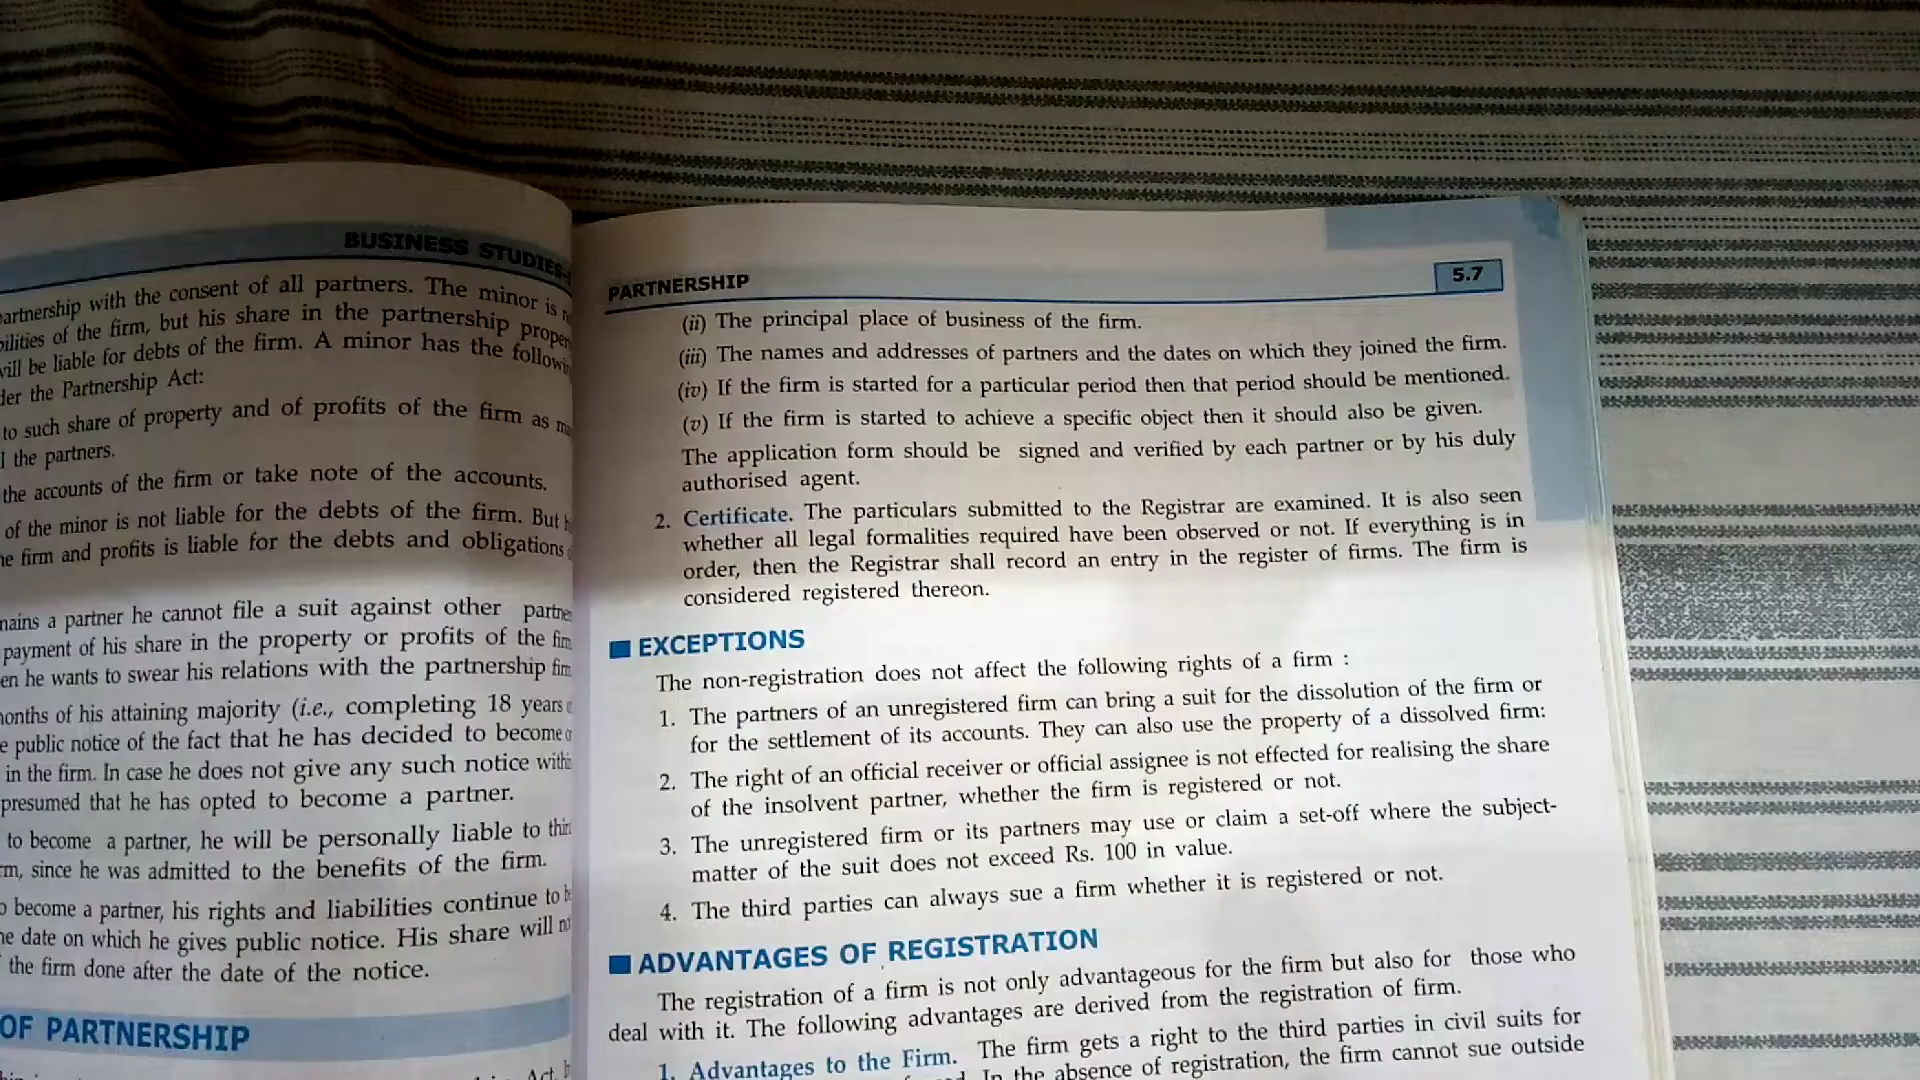 BUSINESS STUDIES-
partnership with the consent of all partners. The minor is
of the firm, but his share in the partnership
will be liable for debts of the firm. A minor has the
the Partnership Act:
to such share of property and of profits of the firm as
the partners.
the accounts of the firm or take note of the accounts.
of the minor is not liable for the debts of the firm. But
firm and profits is liable for the debts and obligations
a partner he cannot file a suit against other
payment of his share in the property or profits of the
he wants to swear his relations with the partnership
of his attaining majority (i.e., completing 18 years
public notice of the fact that he has decided to become
in the firm. In case he does not give any such notice
presumed that he has opted to become a partner.
to become a partner, he will be personally liable to
since he was admitted to the benefits of the firm.
become a partner, his rights and liabilities continue to
date on which he gives public notice. His share will
the firm done after the date of the notice.
OF PARTNERSHIP
Act,
PARTNERSHIP 5.7
(ii) The principal place of business of the firm.
(iii) The names and addresses of partners and the dates on which they joined the firm.
(iv) If the firm is started for a particular period then that period should be mentioned.
(v) If the firm is started to achieve a specific object then it should also be given.
The application form should be signed and verified by each partner or by his duly
authorised agent.
2. Certificate. The particulars submitted to the Registrar are examined. It is also seen
whether all legal formalities required have been observed or not. If everything is in
order, then the Registrar shall record an entry in the register of firms. The firm is
considered registered thereon.
EXCEPTIONS
The non-registration does not affect the following rights of a firm :
1. The partners of an unregistered firm can bring a suit for the dissolution of the firm or
for the settlement of its accounts. They can also use the property of a dissolved firm:
2. The right of an official receiver or official assignee is not effected for realising the share
of the insolvent partner, whether the firm is registered or not.
3. The unregistered firm or its partners may use or claim a set-off where the subject-
matter of the suit does not exceed Rs. 100 in value.
4. The third parties can always sue a firm whether it is registered or not.
ADVANTAGES OF REGISTRATION
The registration of a firm is not only advantageous for the firm but also for those who
deal with it. The following advantages are derived from the registration of firm.
1. Advantages to the Firm. The firm gets a right to the third parties in civil suits for
In the absence of registration, the firm cannot sue outside